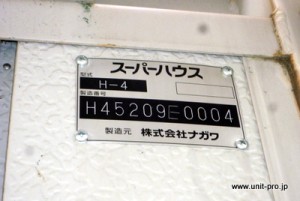 スーパーハウス
型式
H-4
製造番号
H45209E0004
製造元 株式会社ナガワ
www.unit-pro.jp